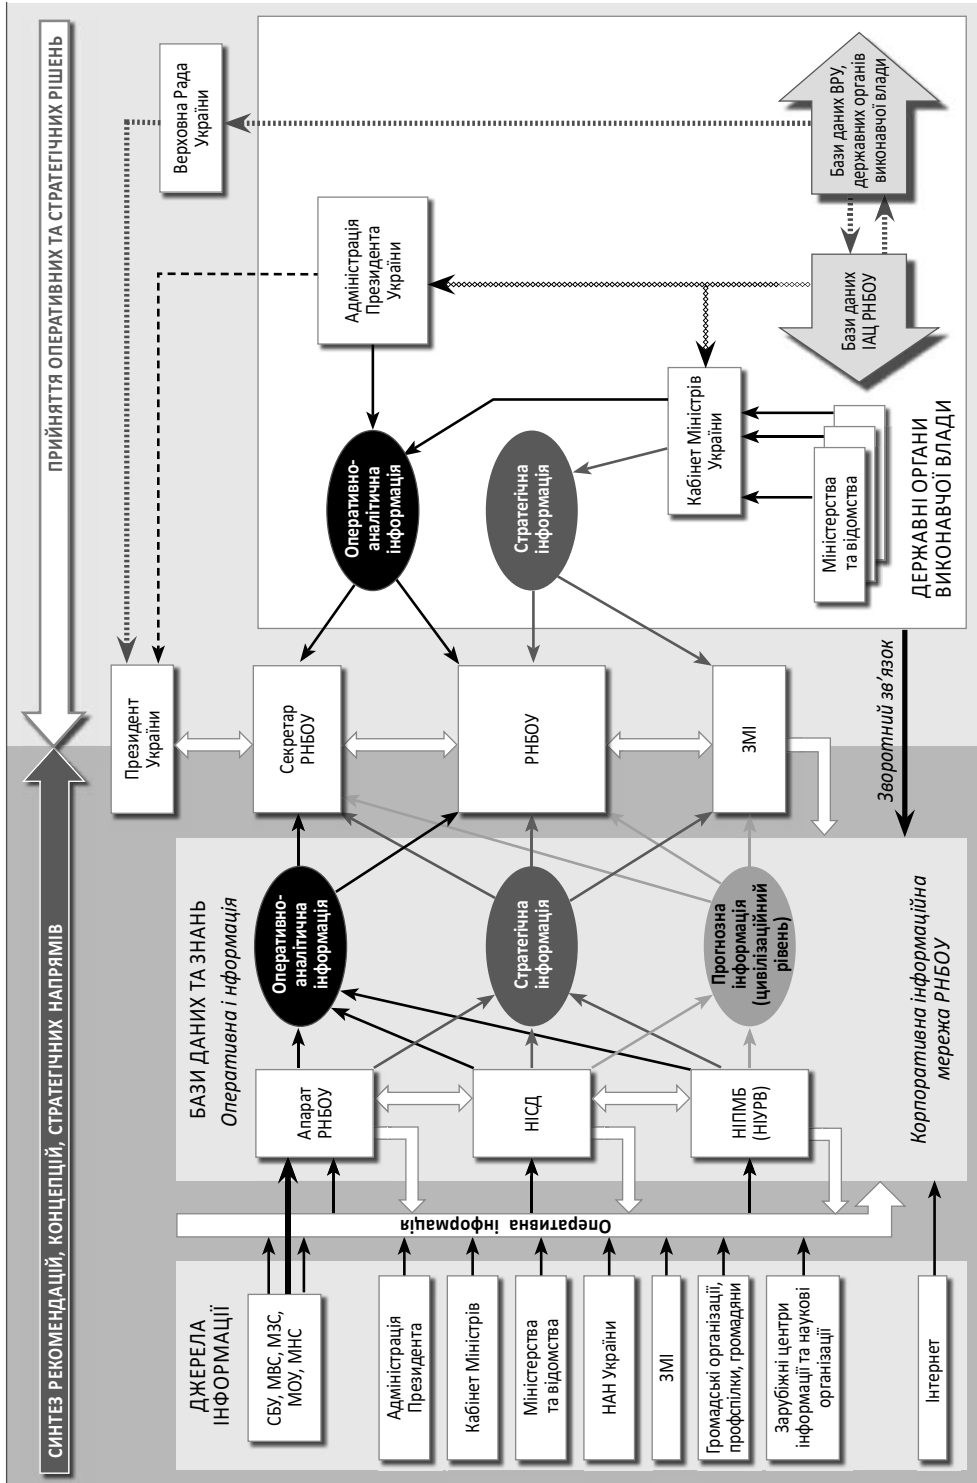 СИНТЕЗ РЕКОМЕНДАЦІЙ, КОНЦЕПЦІЙ, СТРАТЕГІЧНИХ НАПРЯМІВ
ПРИЙНЯТТЯ ОПЕРАТИВНИХ ТА СТРАТЕГІЧНИХ РІШЕНЬ
ДЖЕРЕЛА
ІНФОРМАЦІЇ
СБУ, МВС, МЗС,
МОУ, МНС
Адміністрація
Президента
Кабінет Міністрів
Міністерства
та відомства
НАН України
ЗМІ
Громадські організації,
профспілки, громадяни
Зарубіжні центри
інформації та наукові
організації
Інтернет
Оперативна інформація
БАЗИ ДАНИХ ТА ЗНАНЬ
Оперативна і нформація
Апарат
РНБОУ
НІСД
НІПМБ
(НІУРВ)
Оперативно-
аналітична
інформація
Стратегічна
інформація
Прогнозна
інформація
(цивілізаційний
рівень)
Корпоративна інформаційна
мережа РНБОУ
Президент
України
Секретар
РНБОУ
РНБОУ
ЗМІ
Зворотний зв’язок
Оперативно-
аналітична
інформація
Стратегічна
інформація
Верховна Рада
України
Адміністрація
Президента
України
Кабінет Міністрів
України
Міністерства
та відомства
Бази даних
ІАЦ РНБОУ
Бази даних ВРУ,
державних органів
виконавчої влади
ДЕРЖАВНІ ОРГАНИ
ВИКОНАВЧОЇ ВЛАДИ